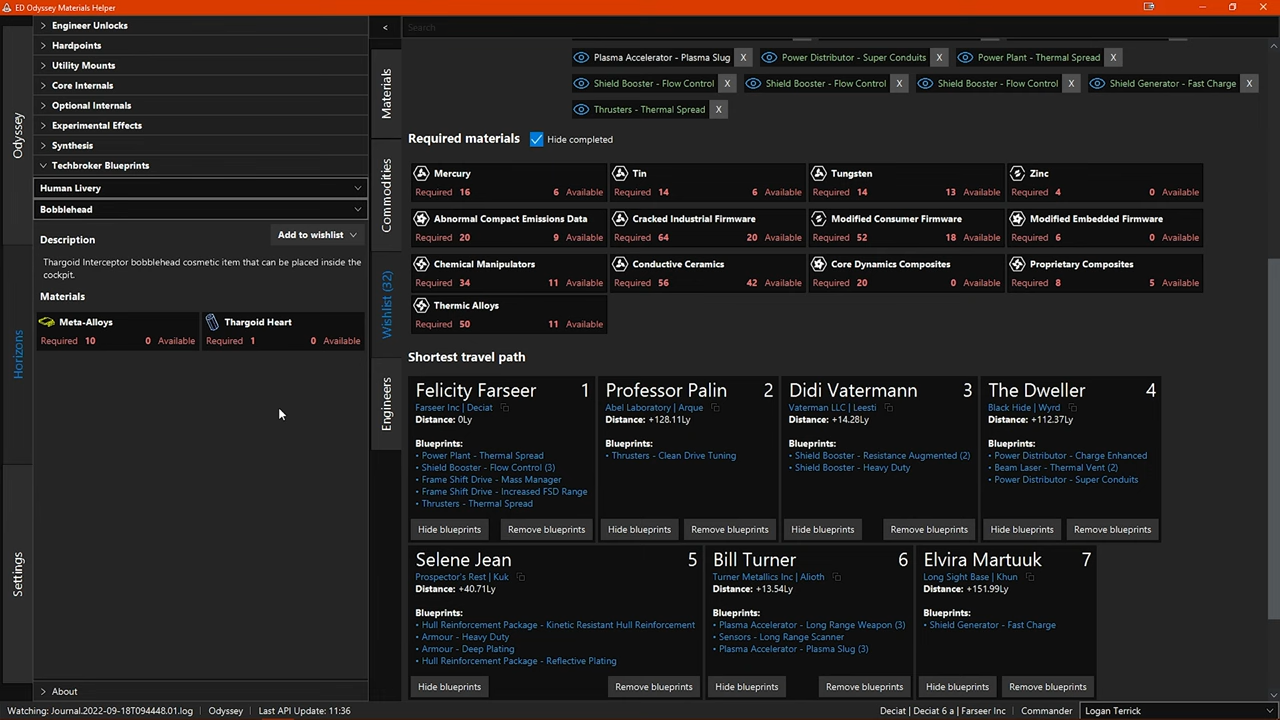 ED Odyssey Materials Helper
Odyssey
Horizons
Settings
Engineer Unlocks
Hardpoints
Utility Mounts
Core Internals
Optional Internals
Experimental Effects
Synthesis
Techbroker Blueprints
Human Livery
Bobblehead
Description
Add to wishlist
Thargoid Interceptor bobblehead cosmetic item that can be placed inside the
cockpit.
Materials
Meta-Alloys
Required 10 0 Available
Thargoid Heart
Required 1 0 Available
About
<
Materials
Commodities
Wishlist (32)
Engineers
Search
Plasma Accelerator - Plasma Slug X Power Distributor - Super Conduits X Power Plant - Thermal Spread X
Shield Booster - Flow Control X Shield Booster - Flow Control X Shield Booster - Flow Control X Shield Generator - Fast Charge X
Thrusters - Thermal Spread X
Required materials Hide completed
Mercury Tin Tungsten Zinc
Required 16 6 Available Required 14 6 Available Required 14 13 Available Required 4 0 Available
Abnormal Compact Emissions Data Cracked Industrial Firmware Modified Consumer Firmware Modified Embedded Firmware
Required 20 9 Available Required 64 20 Available Required 52 18 Available Required 6 0 Available
Chemical Manipulators Conductive Ceramics Core Dynamics Composites Proprietary Composites
Required 34 11 Available Required 56 42 Available Required 20 0 Available Required 8 5 Available
Thermic Alloys
Required 50 11 Available
Shortest travel path
Felicity Farseer 1
Farseer Inc | Deciat
Distance: 0Ly
Blueprints:
• Power Plant - Thermal Spread
• Shield Booster - Flow Control (3)
• Frame Shift Drive - Mass Manager
• Frame Shift Drive - Increased FSD Range
• Thrusters - Thermal Spread
Hide blueprints Remove blueprints
Professor Palin 2
Abel Laboratory | Arque
Distance: +128.11Ly
Blueprints:
• Thrusters - Clean Drive Tuning
Hide blueprints Remove blueprints
Didi Vatermann 3
Vaterman LLC | Leesti
Distance: +14.28Ly
Blueprints:
• Shield Booster - Resistance Augmented (2)
• Shield Booster - Heavy Duty
Hide blueprints Remove blueprints
The Dweller 4
Black Hide | Wyrd
Distance: +112.37Ly
Blueprints:
• Power Distributor - Charge Enhanced
• Beam Laser - Thermal Vent (2)
• Power Distributor - Super Conduits
Hide blueprints Remove blueprints
Selene Jean 5
Prospector's Rest | Kuk
Distance: +40.71Ly
Blueprints:
• Hull Reinforcement Package - Kinetic Resistant Hull Reinforcement
• Armour - Heavy Duty
• Armour - Deep Plating
• Hull Reinforcement Package - Reflective Plating
Hide blueprints Remove blueprints
Bill Turner 6
Turner Metallics Inc | Alioth
Distance: +13.54Ly
Blueprints:
• Plasma Accelerator - Long Range Weapon (3)
• Sensors - Long Range Scanner
• Plasma Accelerator - Plasma Slug (3)
Hide blueprints Remove blueprints
Elvira Martuuk 7
Long Sight Base | Khun
Distance: +151.99Ly
Blueprints:
• Shield Generator - Fast Charge
Hide blueprints Remove blueprints
Watching: Journal.2022-09-18T094448.01.log Odyssey Last API Update: 11:36 Deciat | Deciat 6 a | Farseer Inc Commander Logan Terrick